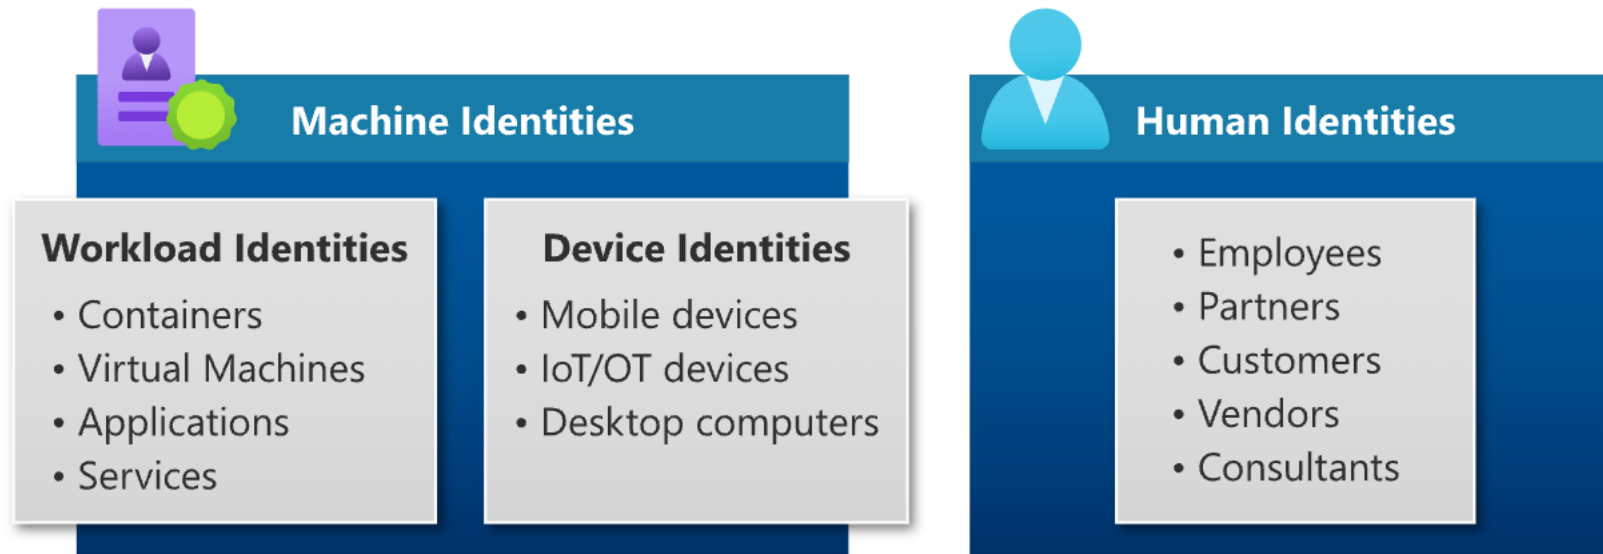 Machine Identities
Workload Identities
• Containers
• Virtual Machines
• Applications
• Services
Device Identities
• Mobile devices
• IoT/OT devices
• Desktop computers
Human Identities
• Employees
• Partners
• Customers
• Vendors
• Consultants